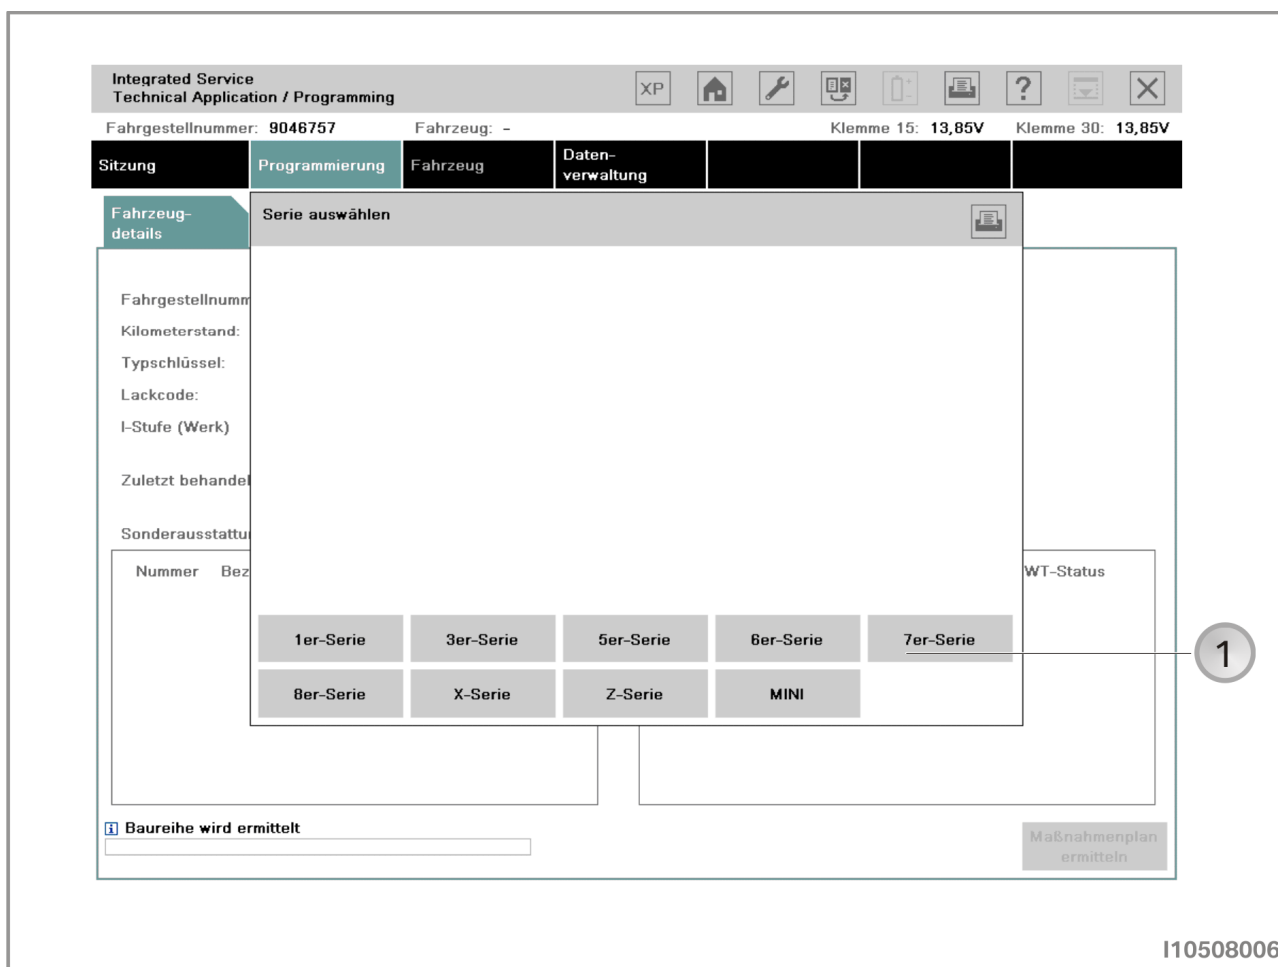 Integrated Service
Technical Application / Programming
XP
?
Fahrgestellnummer: 9046757 Fahrzeug: - Klemme 15: 13,85V Klemme 30: 13,85V
Sitzung
Programmierung
Fahrzeug
Daten-
verwaltung
Fahrzeug-
details
Serie auswählen
Fahrgestellnumm
Kilometerstand:
Typschlüssel:
Lackcode:
I-Stufe (Werk)
Zuletzt behandel
Sonderausstattu
Nummer Bez
WT-Status
1er-Serie 3er-Serie 5er-Serie 6er-Serie 7er-Serie
1
8er-Serie X-Serie Z-Serie MINI
i Baureihe wird ermittelt
Maßnahmenplan
ermitteln
I10508006